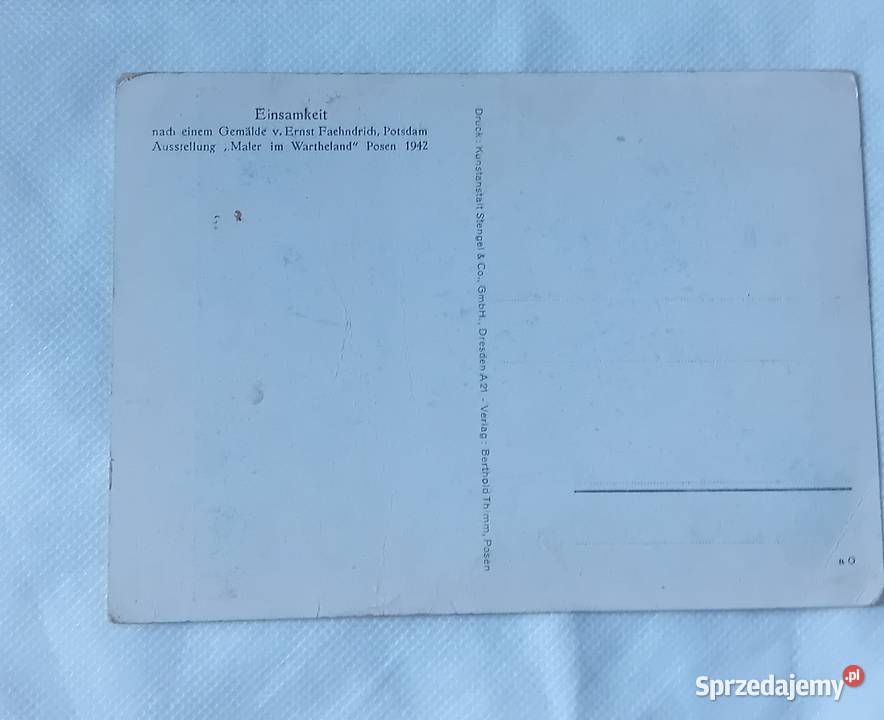 Einsamkeit
nach einem Gemälde v. Ernst Faehndrich, Potsdam
Ausstellung „Maler im Wartheland“ Posen 1942
Druck: Kunstanstalt Stengel & Co., GmbH., Dresden A 21 - Verlag: Berthold Thimm, Posen
Sprzedajemy.pl